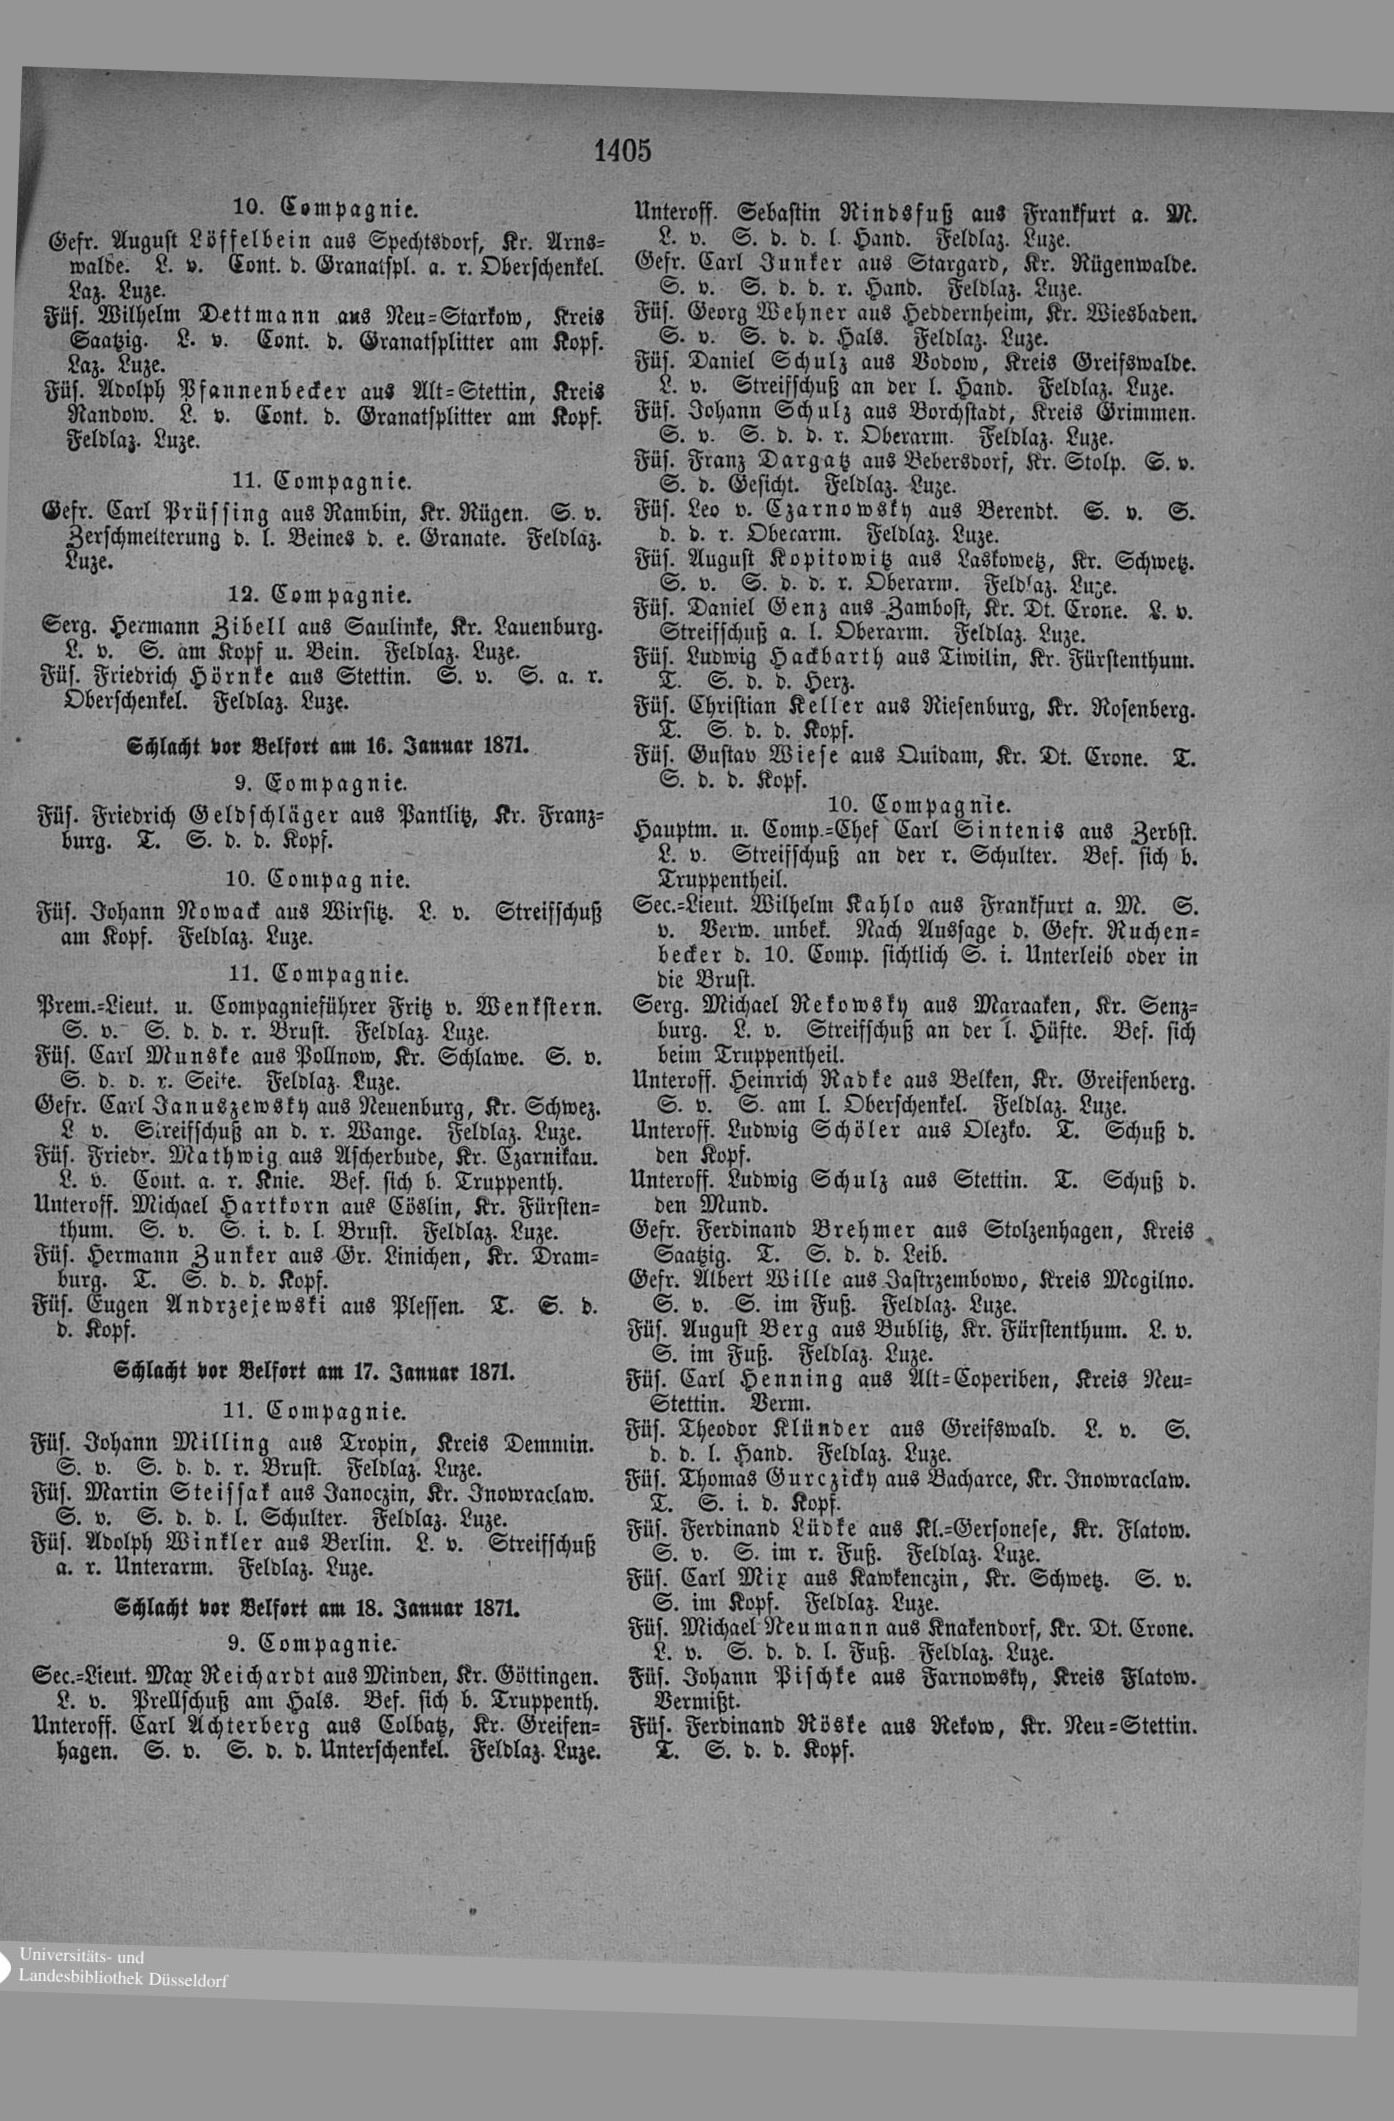 1405
10. Compagnie.
Gefr. August Löffelbein aus Spechtsdorf, Kr. Arns-
walde. L. v. Cont. d. Granatspl. a. r. Oberschenkel.
Laz. Luze.
Füs. Wilhelm Dettmann aus Neu-Starkow, Kreis
Saatzig. L. v. Cont. d. Granatsplitter am Kopf.
Laz. Luze.
Füs. Adolph Pfannenbecker aus Alt-Stettin, Kreis
Randow. L. v. Cont. d. Granatsplitter am Kopf.
Feldlaz. Luze.
11. Compagnie.
Gefr. Carl Prüssing aus Rambin, Kr. Rügen. S. v.
Zerschmetterung d. l. Beines d. e. Granate. Feldlaz.
Luze.
12. Compagnie.
Serg. Hermann Zibell aus Saulinke, Kr. Lauenburg.
L. v. S. am Kopf u. Bein. Feldlaz. Luze.
Füs. Friedrich Hörnke aus Stettin. S. v. S. a. r.
Oberschenkel. Feldlaz. Luze.
Schlacht vor Belfort am 16. Januar 1871.
9. Compagnie.
Füs. Friedrich Geldschläger aus Pantlitz, Kr. Franz-
burg. T. S. d. d. Kopf.
10. Compagnie.
Füs. Johann Nowack aus Wirsitz. L. v. Streifschuß
am Kopf. Feldlaz. Luze.
11. Compagnie.
Prem.-Lieut. u. Compagnieführer Fritz v. Wenkstern.
S. v. S. d. d. r. Brust. Feldlaz. Luze.
Füs. Carl Munske aus Pollnow, Kr. Schlawe. S. v.
S. d. d. r. Seite. Feldlaz. Luze.
Gefr. Carl Januszewsky aus Neuenburg, Kr. Schwez.
L v. Streifschuß an d. r. Wange. Feldlaz. Luze.
Füs. Friedr. Mathwig aus Ascherbude, Kr. Czarnikau.
L. v. Cont. a. r. Knie. Bef. sich b. Truppenth.
Unteroff. Michael Hartkorn aus Cöslin, Kr. Fürsten-
thum. S. v. S. i. d. l. Brust. Feldlaz. Luze.
Füs. Hermann Zunker aus Gr. Linichen, Kr. Dram-
burg. T. S. d. d. Kopf.
Füs. Eugen Andrzejewski aus Plessen. T. S. d.
d. Kopf.
Schlacht vor Belfort am 17. Januar 1871.
11. Compagnie.
Füs. Johann Milling aus Tropin, Kreis Demmin.
S. v. S. d. d. r. Brust. Feldlaz. Luze.
Füs. Martin Steissak aus Janoczin, Kr. Inowraclaw.
S. v. S. d. d. l. Schulter. Feldlaz. Luze.
Füs. Adolph Winkler aus Berlin. L. v. Streifschuß
a. r. Unterarm. Feldlaz. Luze.
Schlacht vor Belfort am 18. Januar 1871.
9. Compagnie.
Sec.-Lieut. Max Reichardt aus Minden, Kr. Göttingen.
L. v. Prellschuß am Hals. Bef. sich b. Truppenth.
Unteroff. Carl Achterberg aus Colbatz, Kr. Greifen-
hagen. S. v. S. d. d. Unterschenkel. Feldlaz. Luze.
Unteroff. Sebastin Rindsfuß aus Frankfurt a. M.
L. v. S. d. d. l. Hand. Feldlaz. Luze.
Gefr. Carl Junker aus Stargard, Kr. Rügenwalde.
S. v. S. d. d. r. Hand. Feldlaz. Luze.
Füs. Georg Wehner aus Heddernheim, Kr. Wiesbaden.
S. v. S. d. d. Hals. Feldlaz. Luze.
Füs. Daniel Schulz aus Bodow, Kreis Greifswalde.
L. v. Streifschuß an der l. Hand. Feldlaz. Luze.
Füs. Johann Schulz aus Borchstadt, Kreis Grimmen.
S. v. S. d. d. r. Oberarm. Feldlaz. Luze.
Füs. Franz Dargatz aus Bebersdorf, Kr. Stolp. S. v.
S. d. Gesicht. Feldlaz. Luze.
Füs. Leo v. Czarnowsky aus Berendt. S. v. S.
d. d. r. Oberarm. Feldlaz. Luze.
Füs. August Kopitowitz aus Laskowetz, Kr. Schwetz.
S. v. S. d. d. r. Oberarm. Feldlaz. Luze.
Füs. Daniel Genz aus Zambost, Kr. Dt. Crone. L. v.
Streifschuß a. l. Oberarm. Feldlaz. Luze.
Füs. Ludwig Hackbarth aus Tiwilin, Kr. Fürstenthum.
T. S. d. d. Herz.
Füs. Christian Keller aus Riesenburg, Kr. Rosenberg.
T. S. d. d. Kopf.
Füs. Gustav Wiese aus Quidam, Kr. Dt. Crone. T.
S. d. d. Kopf.
10. Compagnie.
Hauptm. u. Comp.-Chef Carl Sintenis aus Zerbst.
L. v. Streifschuß an der r. Schulter. Bef. sich b.
Truppentheil.
Sec.-Lieut. Wilhelm Kahlo aus Frankfurt a. M. S.
v. Verw. unbek. Nach Aussage d. Gefr. Ruchen-
becker d. 10. Comp. sichtlich S. i. Unterleib oder in
die Brust.
Serg. Michael Rekowsky aus Maraaken, Kr. Senz-
burg. L. v. Streifschuß an der l. Hüfte. Bef. sich
beim Truppentheil.
Unteroff. Heinrich Radke aus Belken, Kr. Greifenberg.
S. v. S. am l. Oberschenkel. Feldlaz. Luze.
Unteroff. Ludwig Schöler aus Olezko. T. Schuß d.
den Kopf.
Unteroff. Ludwig Schulz aus Stettin. T. Schuß d.
den Mund.
Gefr. Ferdinand Brehmer aus Stolzenhagen, Kreis
Saatzig. T. S. d. d. Leib.
Gefr. Albert Wille aus Jastrzembowo, Kreis Mogilno.
S. v. S. im Fuß. Feldlaz. Luze.
Füs. August Berg aus Bublitz, Kr. Fürstenthum. L. v.
S. im Fuß. Feldlaz. Luze.
Füs. Carl Henning aus Alt-Coperiben, Kreis Neu-
Stettin. Verm.
Füs. Theodor Klünder aus Greifswald. L. v. S.
d. d. l. Hand. Feldlaz. Luze.
Füs. Thomas Gurczicky aus Bacharce, Kr. Inowraclaw.
T. S. i. d. Kopf.
Füs. Ferdinand Lüdke aus Kl.-Gersonese, Kr. Flatow.
S. v. S. im r. Fuß. Feldlaz. Luze.
Füs. Carl Mix aus Kawkenczin, Kr. Schwetz. S. v.
S. im Kopf. Feldlaz. Luze.
Füs. Michael Neumann aus Knakendorf, Kr. Dt. Crone.
L. v. S. d. d. l. Fuß. Feldlaz. Luze.
Füs. Johann Pischke aus Farnowsky, Kreis Flatow.
Vermißt.
Füs. Ferdinand Röske aus Rekow, Kr. Neu-Stettin.
T. S. d. d. Kopf.
Universitäts- und
Landesbibliothek Düsseldorf